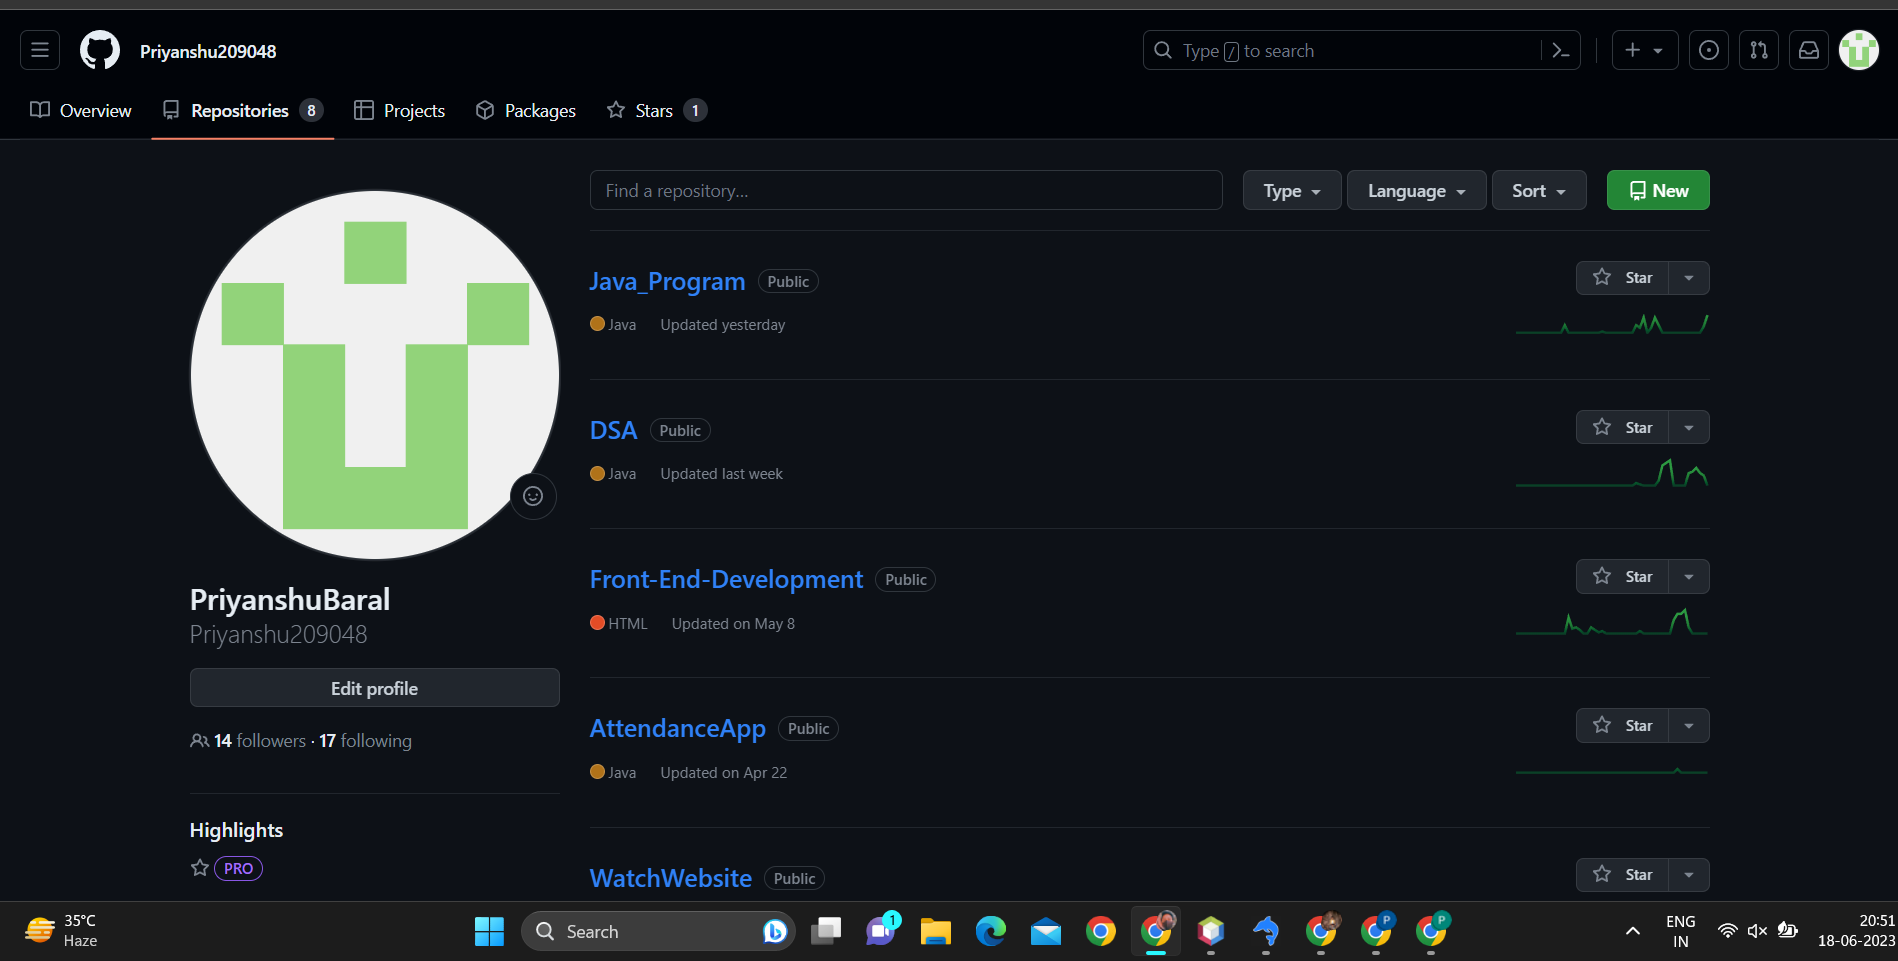 Priyanshu209048
Type / to search
Overview
Repositories 8
Projects
Packages
Stars 1
Find a repository...
Type
Language
Sort
New
PriyanshuBaral
Priyanshu209048
Edit profile
14 followers · 17 following
Highlights
PRO
Java_Program Public
Star
Java Updated yesterday
DSA Public
Star
Java Updated last week
Front-End-Development Public
Star
HTML Updated on May 8
AttendanceApp Public
Star
Java Updated on Apr 22
WatchWebsite Public
Star
35°C
Haze
Search
1
P
P
ENG
IN
20:51
18-06-2023